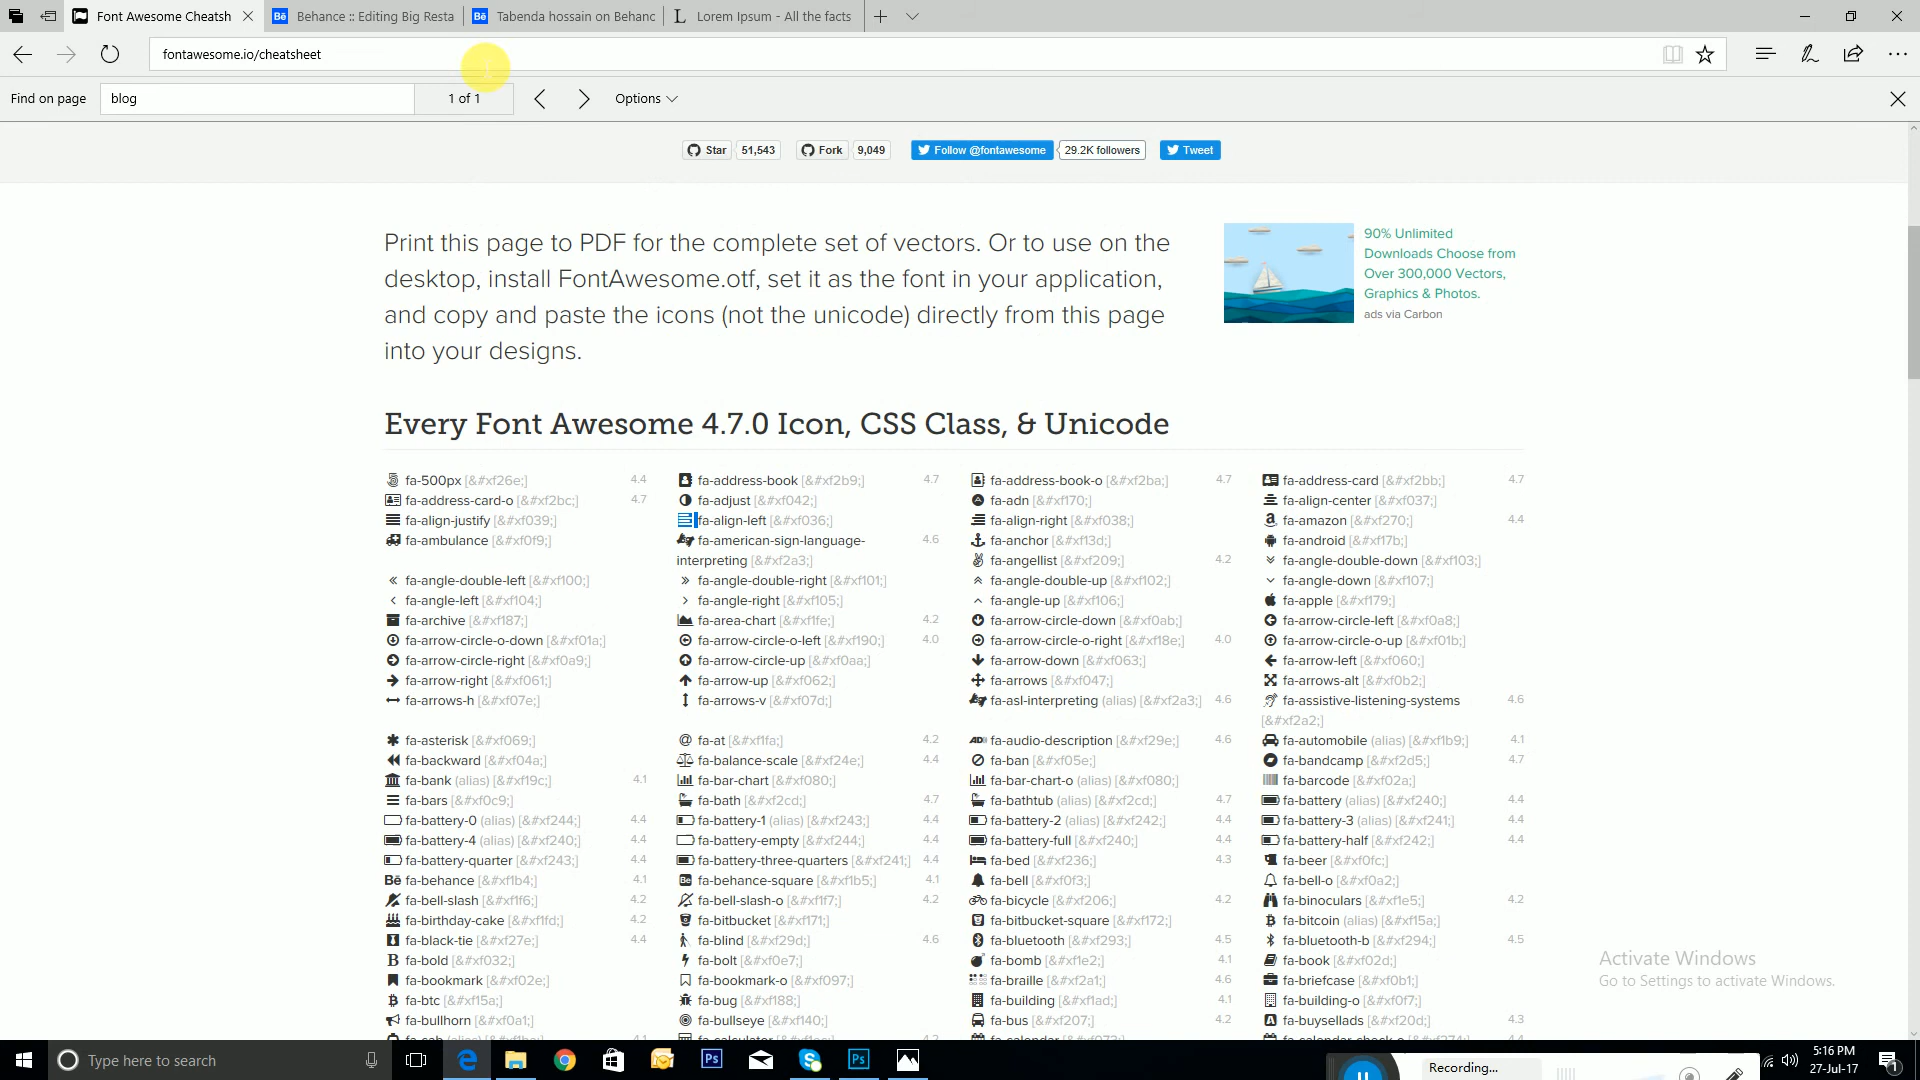 Font Awesome Cheatsh
Behance :: Editing Big Resta
Tabenda hossain on Behanc
Lorem Ipsum - All the facts
fontawesome.io/cheatsheet
Find on page
blog
1 of 1
Options
Star
51,543
Fork
9,049
Follow @fontawesome
29.2K followers
Tweet
Print this page to PDF for the complete set of vectors. Or to use on the
desktop, install FontAwesome.otf, set it as the font in your application,
and copy and paste the icons (not the unicode) directly from this page
into your designs.
90% Unlimited
Downloads Choose from
Over 300,000 Vectors,
Graphics & Photos.
ads via Carbon
Every Font Awesome 4.7.0 Icon, CSS Class, & Unicode
fa-500px [&#xf26e;] 4.4 fa-address-book [&#xf2b9;] 4.7 fa-address-book-o [&#xf2ba;] 4.7 fa-address-card [&#xf2bb;] 4.7
fa-address-card-o [&#xf2bc;] 4.7 fa-adjust [&#xf042;] fa-adn [&#xf170;] fa-align-center [&#xf037;]
fa-align-justify [&#xf039;] fa-align-left [&#xf036;] fa-align-right [&#xf038;] fa-amazon [&#xf270;] 4.4
fa-ambulance [&#xf0f9;] fa-american-sign-language- 4.6 fa-anchor [&#xf13d;] fa-android [&#xf17b;]
interpreting [&#xf2a3;] fa-angellist [&#xf209;] 4.2 fa-angle-double-down [&#xf103;]
fa-angle-double-left [&#xf100;] fa-angle-double-right [&#xf101;] fa-angle-double-up [&#xf102;] fa-angle-down [&#xf107;]
fa-angle-left [&#xf104;] fa-angle-right [&#xf105;] fa-angle-up [&#xf106;] fa-apple [&#xf179;]
fa-archive [&#xf187;] fa-area-chart [&#xf1fe;] 4.2 fa-arrow-circle-down [&#xf0ab;] fa-arrow-circle-left [&#xf0a8;]
fa-arrow-circle-o-down [&#xf01a;] fa-arrow-circle-o-left [&#xf190;] 4.0 fa-arrow-circle-o-right [&#xf18e;] 4.0 fa-arrow-circle-o-up [&#xf01b;]
fa-arrow-circle-right [&#xf0a9;] fa-arrow-circle-up [&#xf0aa;] fa-arrow-down [&#xf063;] fa-arrow-left [&#xf060;]
fa-arrow-right [&#xf061;] fa-arrow-up [&#xf062;] fa-arrows [&#xf047;] fa-arrows-alt [&#xf0b2;]
fa-arrows-h [&#xf07e;] fa-arrows-v [&#xf07d;] fa-asl-interpreting (alias) [&#xf2a3;] 4.6 fa-assistive-listening-systems 4.6
[&#xf2a2;]
fa-asterisk [&#xf069;] fa-at [&#xf1fa;] 4.2 fa-audio-description [&#xf29e;] 4.6 fa-automobile (alias) [&#xf1b9;] 4.1
fa-backward [&#xf04a;] fa-balance-scale [&#xf24e;] 4.4 fa-ban [&#xf05e;] fa-bandcamp [&#xf2d5;] 4.7
fa-bank (alias) [&#xf19c;] 4.1 fa-bar-chart [&#xf080;] fa-bar-chart-o (alias) [&#xf080;] fa-barcode [&#xf02a;]
fa-bars [&#xf0c9;] fa-bath [&#xf2cd;] 4.7 fa-bathtub (alias) [&#xf2cd;] 4.7 fa-battery (alias) [&#xf240;] 4.4
fa-battery-0 (alias) [&#xf244;] 4.4 fa-battery-1 (alias) [&#xf243;] 4.4 fa-battery-2 (alias) [&#xf242;] 4.4 fa-battery-3 (alias) [&#xf241;] 4.4
fa-battery-4 (alias) [&#xf240;] 4.4 fa-battery-empty [&#xf244;] 4.4 fa-battery-full [&#xf240;] 4.4 fa-battery-half [&#xf242;] 4.4
fa-battery-quarter [&#xf243;] 4.4 fa-battery-three-quarters [&#xf241;] 4.4 fa-bed [&#xf236;] 4.3 fa-beer [&#xf0fc;]
fa-behance [&#xf1b4;] 4.1 fa-behance-square [&#xf1b5;] 4.1 fa-bell [&#xf0f3;] fa-bell-o [&#xf0a2;]
fa-bell-slash [&#xf1f6;] 4.2 fa-bell-slash-o [&#xf1f7;] 4.2 fa-bicycle [&#xf206;] 4.2 fa-binoculars [&#xf1e5;] 4.2
fa-birthday-cake [&#xf1fd;] 4.2 fa-bitbucket [&#xf171;] fa-bitbucket-square [&#xf172;] fa-bitcoin (alias) [&#xf15a;]
fa-black-tie [&#xf27e;] 4.4 fa-blind [&#xf29d;] 4.6 fa-bluetooth [&#xf293;] 4.5 fa-bluetooth-b [&#xf294;] 4.5
fa-bold [&#xf032;] fa-bolt [&#xf0e7;] fa-bomb [&#xf1e2;] 4.1 fa-book [&#xf02d;]
fa-bookmark [&#xf02e;] fa-bookmark-o [&#xf097;] fa-braille [&#xf2a1;] 4.6 fa-briefcase [&#xf0b1;]
fa-btc [&#xf15a;] fa-bug [&#xf188;] fa-building [&#xf1ad;] 4.1 fa-building-o [&#xf0f7;]
fa-bullhorn [&#xf0a1;] fa-bullseye [&#xf140;] fa-bus [&#xf207;] 4.2 fa-buysellads [&#xf20d;] 4.3
Activate Windows
Go to Settings to activate Windows.
Type here to search
Recording...
5:16 PM
27-Jul-17